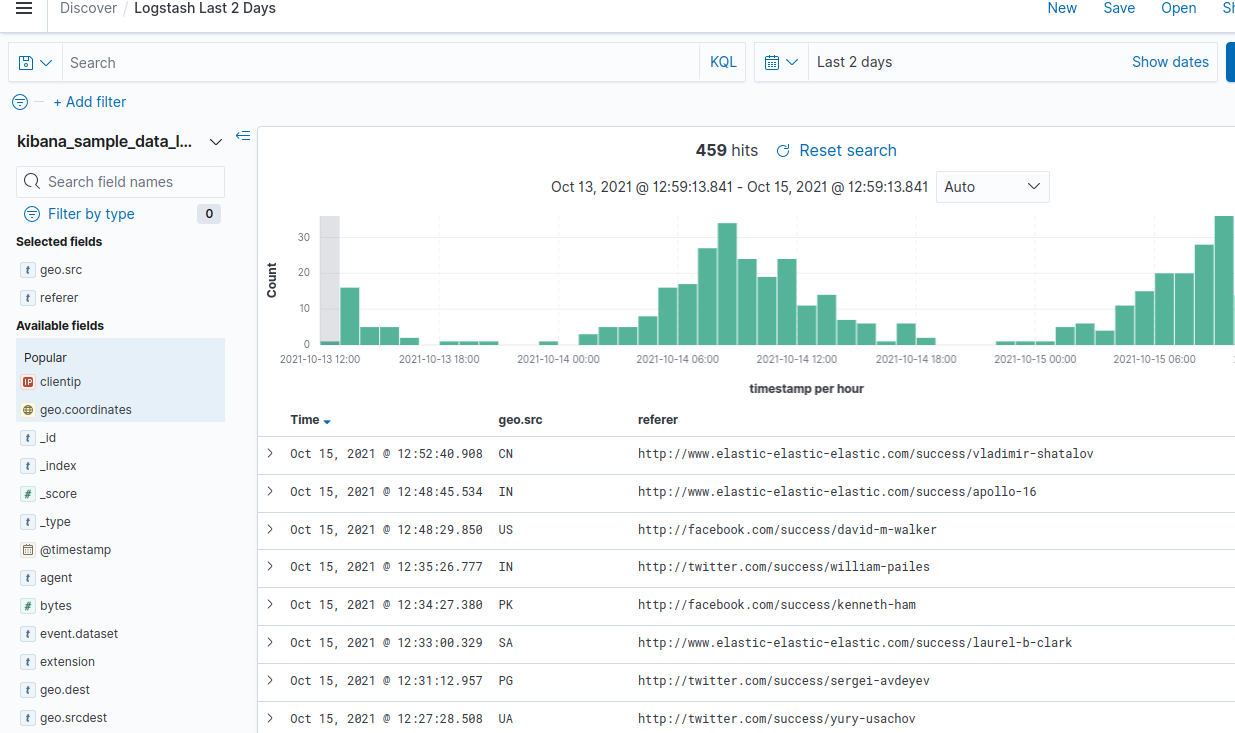 Discover / Logstash Last 2 Days New Save Open
Search KQL Last 2 days Show dates
+ Add filter
kibana_sample_data_l...
Search field names
Filter by type 0
Selected fields
t geo.src
t referer
Available fields
Popular
IP clientip
geo.coordinates
t _id
t _index
# _score
t _type
@timestamp
t agent
# bytes
t event.dataset
t extension
t geo.dest
t geo.srcdest
459 hits Reset search
Oct 13, 2021 @ 12:59:13.841 - Oct 15, 2021 @ 12:59:13.841 Auto
Count
30
20
10
0
2021-10-13 12:00 2021-10-13 18:00 2021-10-14 00:00 2021-10-14 06:00 2021-10-14 12:00 2021-10-14 18:00 2021-10-15 00:00 2021-10-15 06:00
timestamp per hour
Time geo.src referer
Oct 15, 2021 @ 12:52:40.908 CN http://www.elastic-elastic-elastic.com/success/vladimir-shatalov
Oct 15, 2021 @ 12:48:45.534 IN http://www.elastic-elastic-elastic.com/success/apollo-16
Oct 15, 2021 @ 12:48:29.850 US http://facebook.com/success/david-m-walker
Oct 15, 2021 @ 12:35:26.777 IN http://twitter.com/success/william-pailes
Oct 15, 2021 @ 12:34:27.380 PK http://facebook.com/success/kenneth-ham
Oct 15, 2021 @ 12:33:00.329 SA http://www.elastic-elastic-elastic.com/success/laurel-b-clark
Oct 15, 2021 @ 12:31:12.957 PG http://twitter.com/success/sergei-avdeyev
Oct 15, 2021 @ 12:27:28.508 UA http://twitter.com/success/yury-usachov